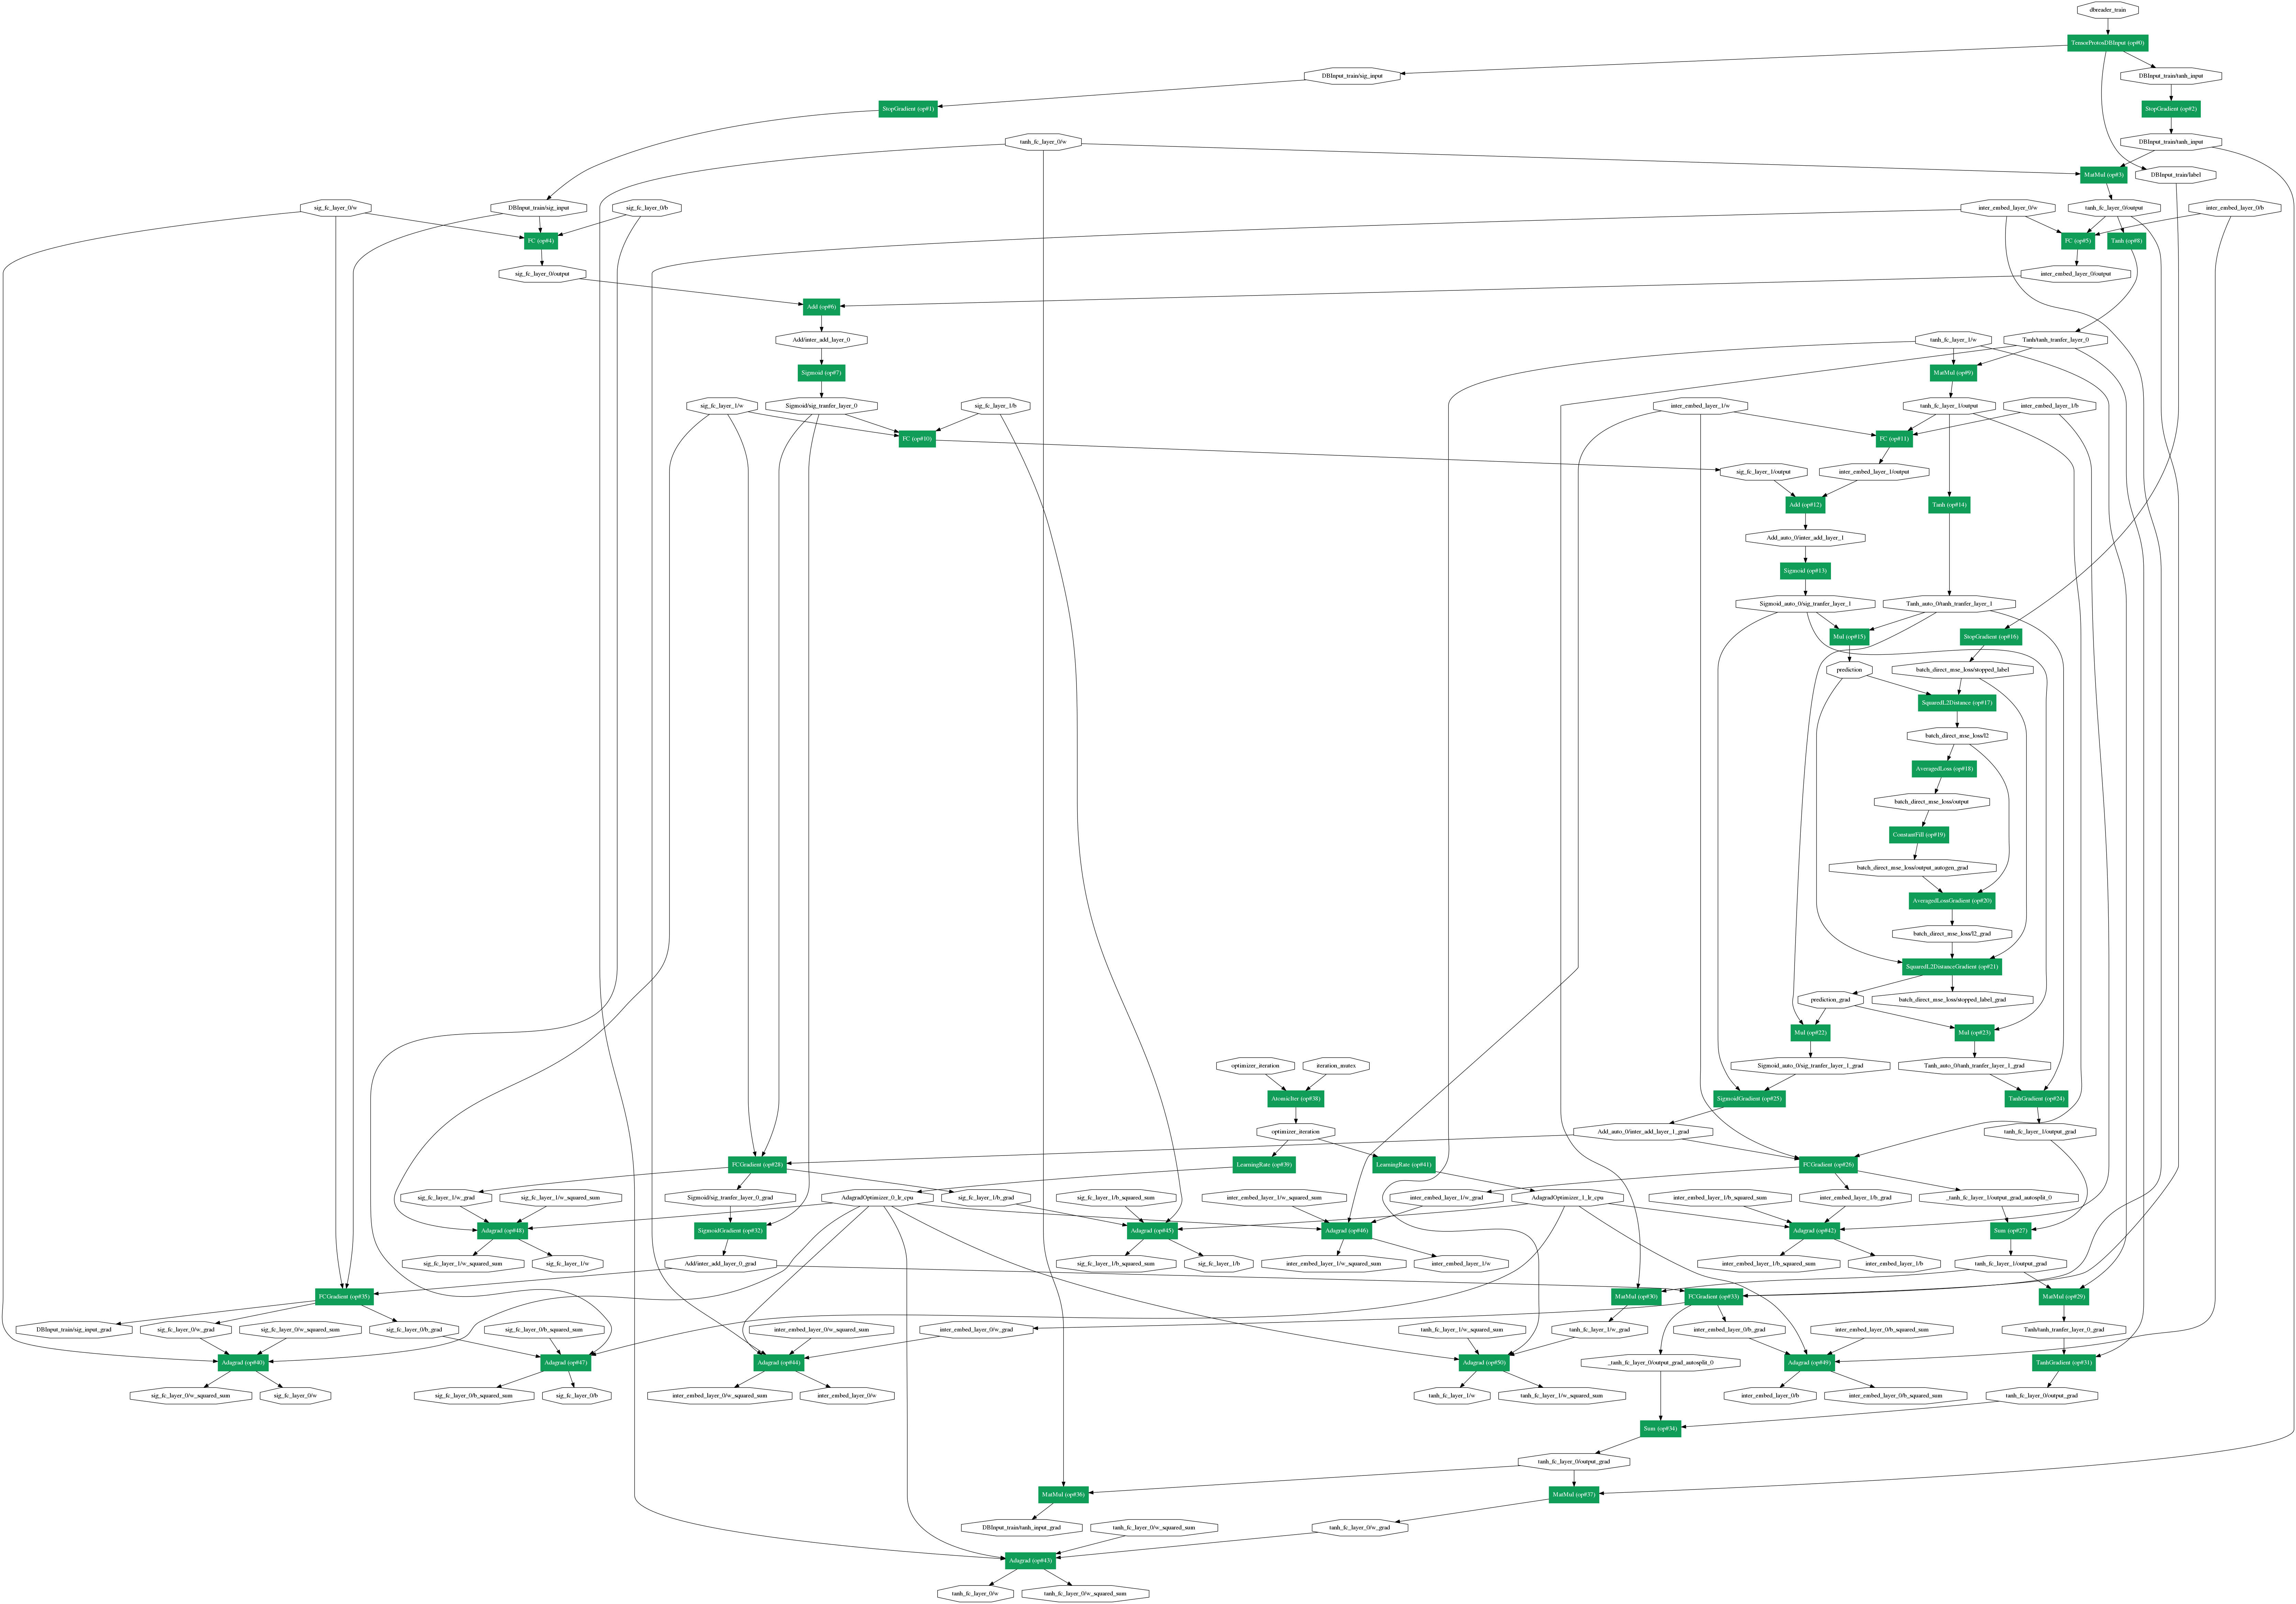 dbreader_train
TensorProtosDBInput (op#0)
DBInput_train/sig_input
DBInput_train/tanh_input
StopGradient (op#1)
StopGradient (op#2)
tanh_fc_layer_0/w
DBInput_train/tanh_input
MatMul (op#3)
DBInput_train/label
sig_fc_layer_0/w
DBInput_train/sig_input
sig_fc_layer_0/b
inter_embed_layer_0/w
tanh_fc_layer_0/output
inter_embed_layer_0/b
FC (op#4)
FC (op#5)
Tanh (op#8)
sig_fc_layer_0/output
inter_embed_layer_0/output
Add (op#6)
Add/inter_add_layer_0
tanh_fc_layer_1/w
Tanh/tanh_tranfer_layer_0
Sigmoid (op#7)
MatMul (op#9)
sig_fc_layer_1/w
Sigmoid/sig_tranfer_layer_0
sig_fc_layer_1/b
inter_embed_layer_1/w
tanh_fc_layer_1/output
inter_embed_layer_1/b
FC (op#10)
FC (op#11)
sig_fc_layer_1/output
inter_embed_layer_1/output
Add (op#12)
Tanh (op#14)
Add_auto_0/inter_add_layer_1
Sigmoid (op#13)
Sigmoid_auto_0/sig_tranfer_layer_1
Tanh_auto_0/tanh_tranfer_layer_1
Mul (op#15)
StopGradient (op#16)
prediction
batch_direct_mse_loss/stopped_label
SquaredL2Distance (op#17)
batch_direct_mse_loss/l2
AveragedLoss (op#18)
batch_direct_mse_loss/output
ConstantFill (op#19)
batch_direct_mse_loss/output_autogen_grad
AveragedLossGradient (op#20)
batch_direct_mse_loss/l2_grad
SquaredL2DistanceGradient (op#21)
prediction_grad
batch_direct_mse_loss/stopped_label_grad
Mul (op#22)
Mul (op#23)
optimizer_iteration
iteration_mutex
Sigmoid_auto_0/sig_tranfer_layer_1_grad
Tanh_auto_0/tanh_tranfer_layer_1_grad
AtomicIter (op#38)
SigmoidGradient (op#25)
TanhGradient (op#24)
optimizer_iteration
Add_auto_0/inter_add_layer_1_grad
tanh_fc_layer_1/output_grad
FCGradient (op#28)
LearningRate (op#39)
LearningRate (op#41)
FCGradient (op#26)
sig_fc_layer_1/w_grad
sig_fc_layer_1/w_squared_sum
Sigmoid/sig_tranfer_layer_0_grad
AdagradOptimizer_0_lr_cpu
sig_fc_layer_1/b_grad
sig_fc_layer_1/b_squared_sum
inter_embed_layer_1/w_squared_sum
inter_embed_layer_1/w_grad
AdagradOptimizer_1_lr_cpu
inter_embed_layer_1/b_squared_sum
inter_embed_layer_1/b_grad
_tanh_fc_layer_1/output_grad_autosplit_0
Adagrad (op#48)
SigmoidGradient (op#32)
Adagrad (op#45)
Adagrad (op#46)
Adagrad (op#42)
Sum (op#27)
sig_fc_layer_1/w_squared_sum
sig_fc_layer_1/w
Add/inter_add_layer_0_grad
sig_fc_layer_1/b_squared_sum
sig_fc_layer_1/b
inter_embed_layer_1/w_squared_sum
inter_embed_layer_1/w
inter_embed_layer_1/b_squared_sum
inter_embed_layer_1/b
tanh_fc_layer_1/output_grad
FCGradient (op#35)
MatMul (op#30)
FCGradient (op#33)
MatMul (op#29)
DBInput_train/sig_input_grad
sig_fc_layer_0/w_grad
sig_fc_layer_0/w_squared_sum
sig_fc_layer_0/b_grad
sig_fc_layer_0/b_squared_sum
inter_embed_layer_0/w_squared_sum
inter_embed_layer_0/w_grad
tanh_fc_layer_1/w_squared_sum
tanh_fc_layer_1/w_grad
inter_embed_layer_0/b_grad
inter_embed_layer_0/b_squared_sum
Tanh/tanh_tranfer_layer_0_grad
Adagrad (op#40)
Adagrad (op#47)
Adagrad (op#44)
Adagrad (op#50)
_tanh_fc_layer_0/output_grad_autosplit_0
Adagrad (op#49)
TanhGradient (op#31)
sig_fc_layer_0/w_squared_sum
sig_fc_layer_0/w
sig_fc_layer_0/b_squared_sum
sig_fc_layer_0/b
inter_embed_layer_0/w_squared_sum
inter_embed_layer_0/w
tanh_fc_layer_1/w
tanh_fc_layer_1/w_squared_sum
inter_embed_layer_0/b
inter_embed_layer_0/b_squared_sum
tanh_fc_layer_0/output_grad
Sum (op#34)
tanh_fc_layer_0/output_grad
MatMul (op#36)
MatMul (op#37)
DBInput_train/tanh_input_grad
tanh_fc_layer_0/w_squared_sum
tanh_fc_layer_0/w_grad
Adagrad (op#43)
tanh_fc_layer_0/w
tanh_fc_layer_0/w_squared_sum